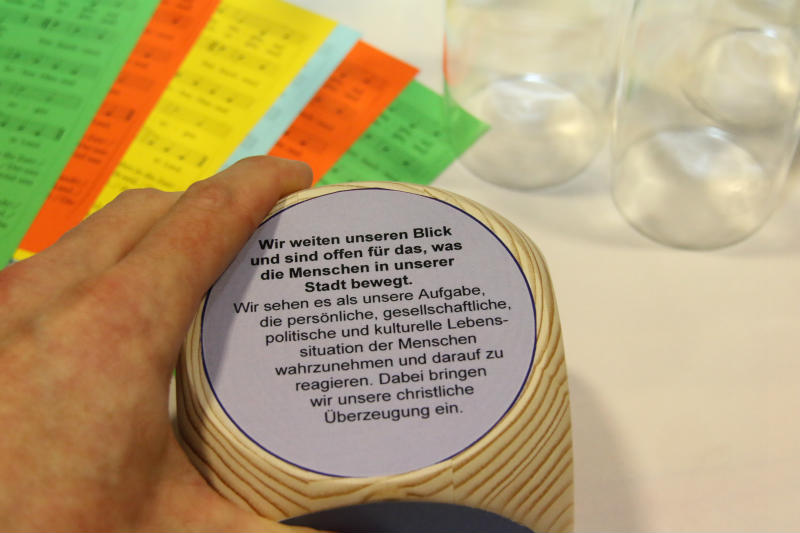 Wir weiten unseren Blick
und sind offen für das, was
die Menschen in unserer
Stadt bewegt.
Wir sehen es als unsere Aufgabe,
die persönliche, gesellschaftliche,
politische und kulturelle Lebens-
situation der Menschen
wahrzunehmen und darauf zu
reagieren. Dabei bringen
wir unsere christliche
Überzeugung ein.